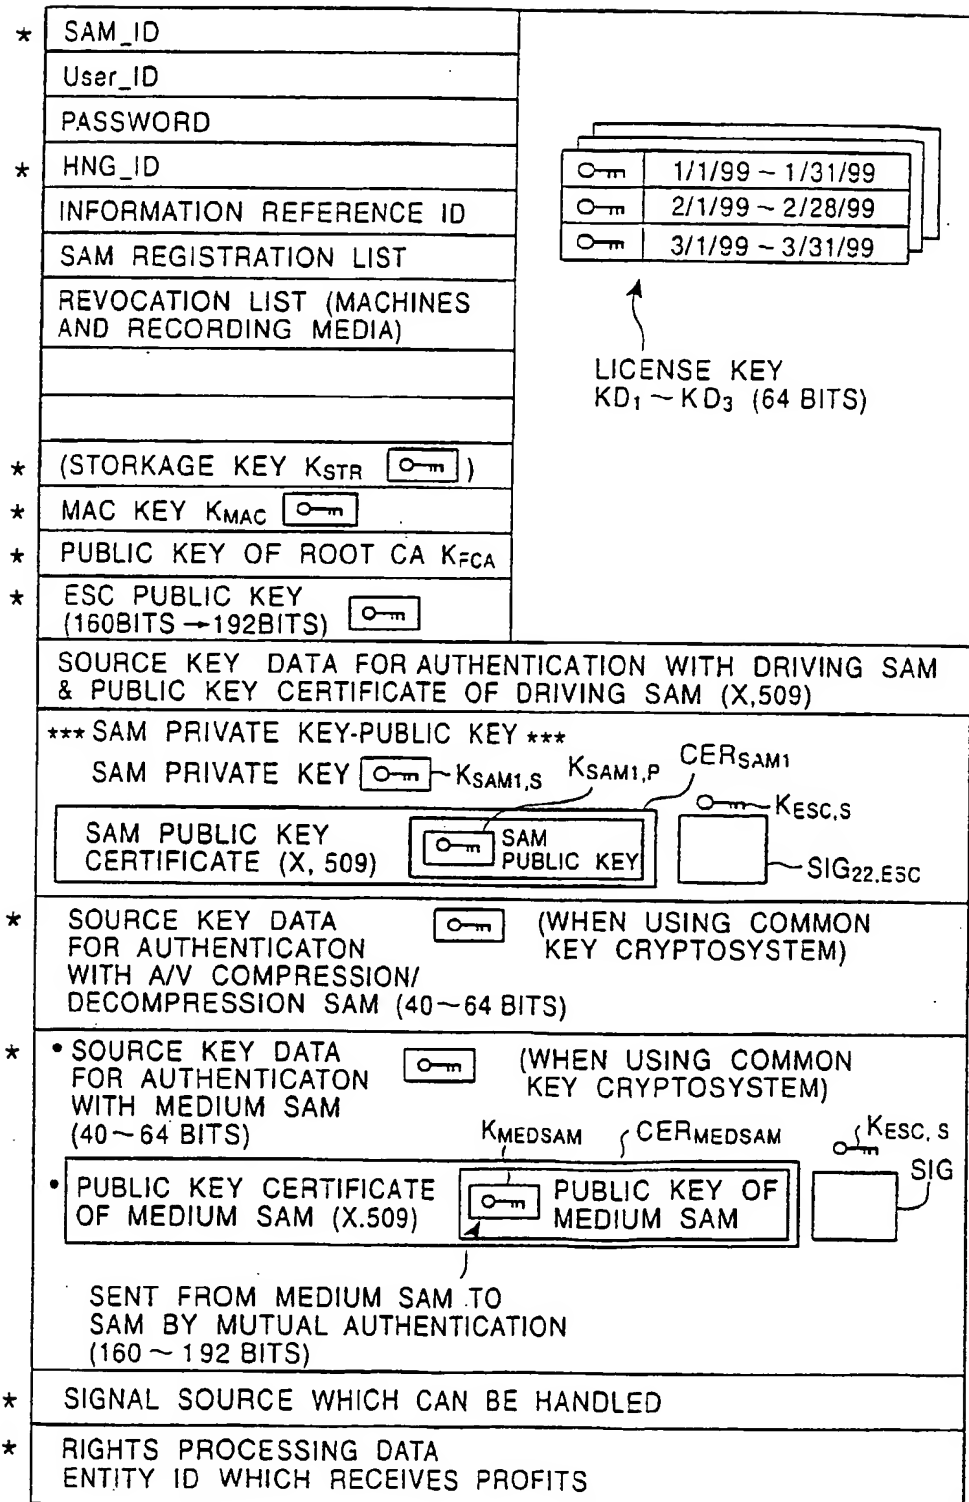 * SAM_ID
User_ID
PASSWORD
* HNG_ID
INFORMATION REFERENCE ID
SAM REGISTRATION LIST
REVOCATION LIST (MACHINES
AND RECORDING MEDIA)
1/1/99 ~ 1/31/99
2/1/99 ~ 2/28/99
3/1/99 ~ 3/31/99
LICENSE KEY
KD1 ~ KD3 (64 BITS)
* (STORKAGE KEY KSTR )
* MAC KEY KMAC
* PUBLIC KEY OF ROOT CA KFCA
* ESC PUBLIC KEY
(160BITS → 192BITS)
SOURCE KEY DATA FOR AUTHENTICATION WITH DRIVING SAM
& PUBLIC KEY CERTIFICATE OF DRIVING SAM (X,509)
*** SAM PRIVATE KEY-PUBLIC KEY ***
SAM PRIVATE KEY KSAM1,S KSAM1,P CERSAM1
KESC,S
SAM PUBLIC KEY
CERTIFICATE (X, 509)
SAM
PUBLIC KEY
SIG22,ESC
* SOURCE KEY DATA
FOR AUTHENTICATON
WITH A/V COMPRESSION/
DECOMPRESSION SAM (40~64 BITS)
(WHEN USING COMMON
KEY CRYPTOSYSTEM)
* • SOURCE KEY DATA
FOR AUTHENTICATON
WITH MEDIUM SAM
(40~64 BITS)
(WHEN USING COMMON
KEY CRYPTOSYSTEM)
KMEDSAM CERMEDSAM KESC, S
SIG
• PUBLIC KEY CERTIFICATE
OF MEDIUM SAM (X.509)
PUBLIC KEY OF
MEDIUM SAM
SENT FROM MEDIUM SAM TO
SAM BY MUTUAL AUTHENTICATION
(160 ~ 192 BITS)
* SIGNAL SOURCE WHICH CAN BE HANDLED
* RIGHTS PROCESSING DATA
ENTITY ID WHICH RECEIVES PROFITS